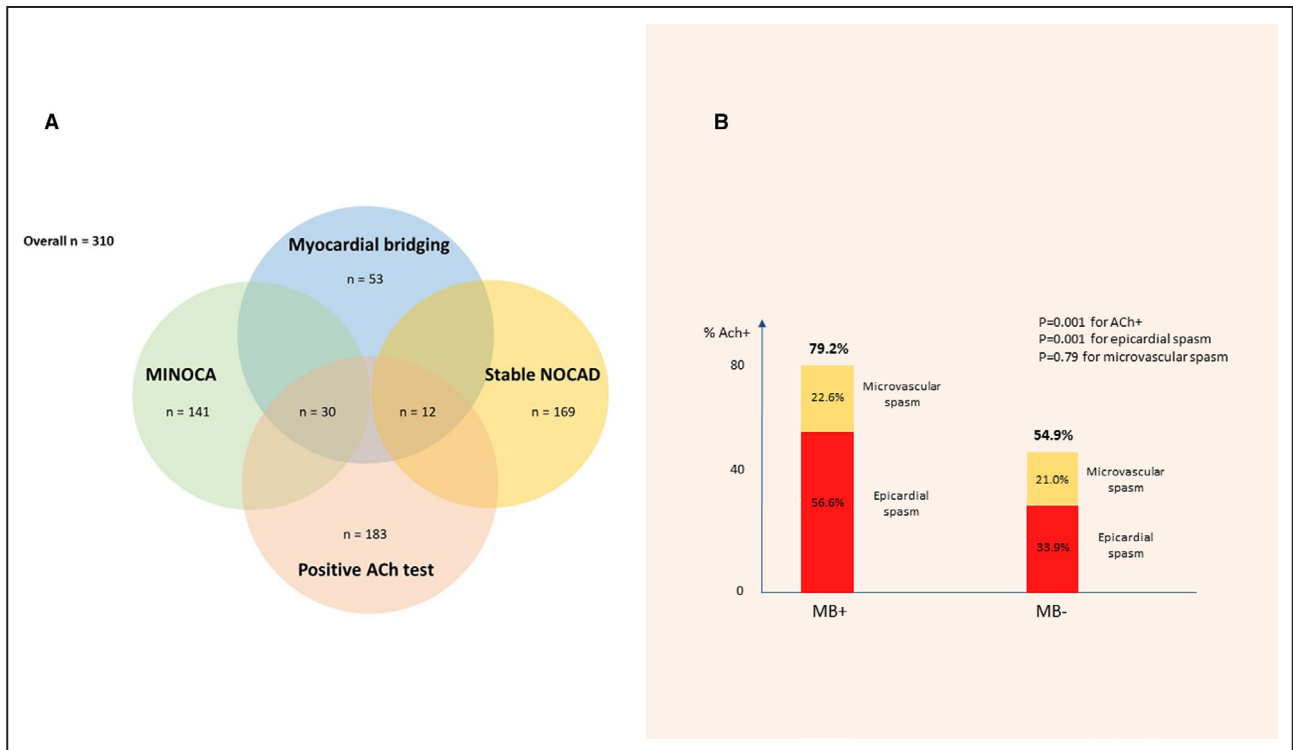 A
Overall n = 310
Myocardial bridging
n = 53
MINOCA
n = 141
n = 30
n = 12
Stable NOCAD
n = 169
n = 183
Positive ACh test
B
% Ach+
80
40
0
79.2%
22.6%
Microvascular
spasm
56.6%
Epicardial
spasm
MB+
P=0.001 for ACh+
P=0.001 for epicardial spasm
P=0.79 for microvascular spasm
54.9%
21.0%
Microvascular
spasm
33.9%
Epicardial
spasm
MB-